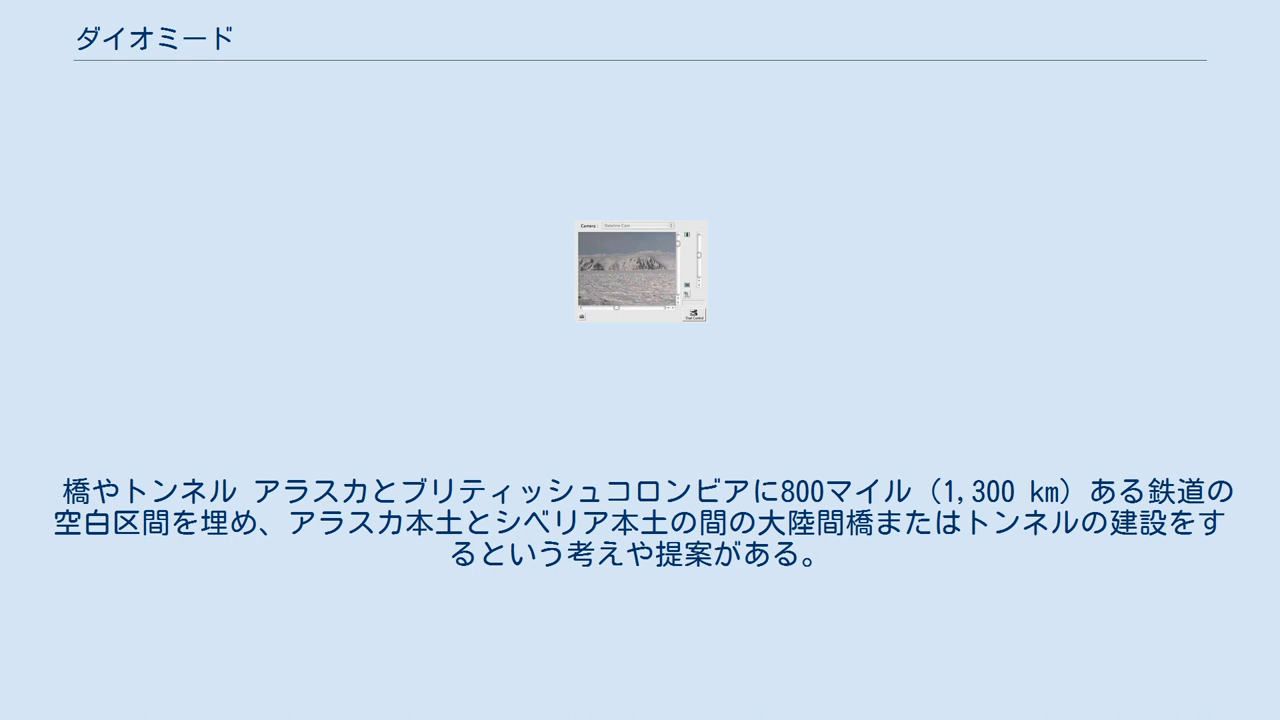 ダイオミード
Camera:
橋やトンネル アラスカとブリティッシュコロンビアに800マイル（1,300 km）ある鉄道の
空白区間を埋め、アラスカ本土とシベリア本土の間の大陸間橋またはトンネルの建設をす
るという考えや提案がある。